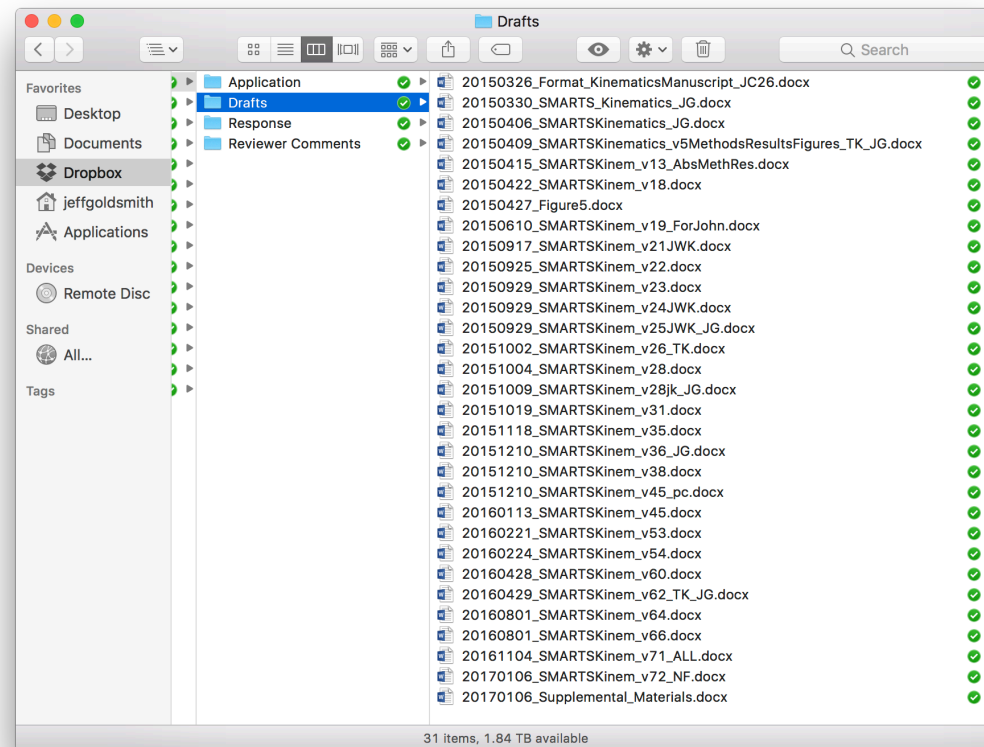 Drafts
Search
Favorites
Desktop
Documents
Dropbox
jeffgoldsmith
Applications
Devices
Remote Disc
Shared
All...
Tags
Application
Drafts
Response
Reviewer Comments
20150326_Format_KinematicsManuscript_JC26.docx
20150330_SMARTS_Kinematics_JG.docx
20150406_SMARTSKinematics_JG.docx
20150409_SMARTSKinematics_v5MethodsResultsFigures_TK_JG.docx
20150415_SMARTSKinem_v13_AbsMethRes.docx
20150422_SMARTSKinem_v18.docx
20150427_Figure5.docx
20150610_SMARTSKinem_v19_ForJohn.docx
20150917_SMARTSKinem_v21JWK.docx
20150925_SMARTSKinem_v22.docx
20150929_SMARTSKinem_v23.docx
20150929_SMARTSKinem_v24JWK.docx
20150929_SMARTSKinem_v25JWK_JG.docx
20151002_SMARTSKinem_v26_TK.docx
20151004_SMARTSKinem_v28.docx
20151009_SMARTSKinem_v28jk_JG.docx
20151019_SMARTSKinem_v31.docx
20151118_SMARTSKinem_v35.docx
20151210_SMARTSKinem_v36_JG.docx
20151210_SMARTSKinem_v38.docx
20151210_SMARTSKinem_v45_pc.docx
20160113_SMARTSKinem_v45.docx
20160221_SMARTSKinem_v53.docx
20160224_SMARTSKinem_v54.docx
20160428_SMARTSKinem_v60.docx
20160429_SMARTSKinem_v62_TK_JG.docx
20160801_SMARTSKinem_v64.docx
20160801_SMARTSKinem_v66.docx
20161104_SMARTSKinem_v71_ALL.docx
20170106_SMARTSKinem_v72_NF.docx
20170106_Supplemental_Materials.docx
31 items, 1.84 TB available